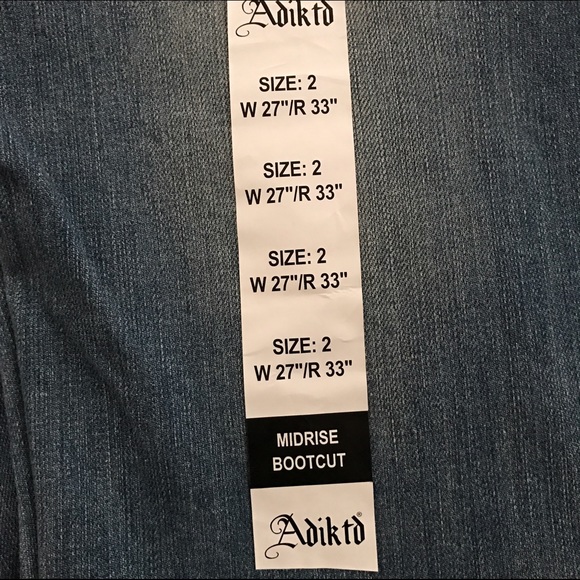 Adiktd
SIZE: 2
W 27"/R 33"
SIZE: 2
W 27"/R 33"
SIZE: 2
W 27"/R 33"
SIZE: 2
W 27"/R 33"
MIDRISE
BOOTCUT
Adiktd®